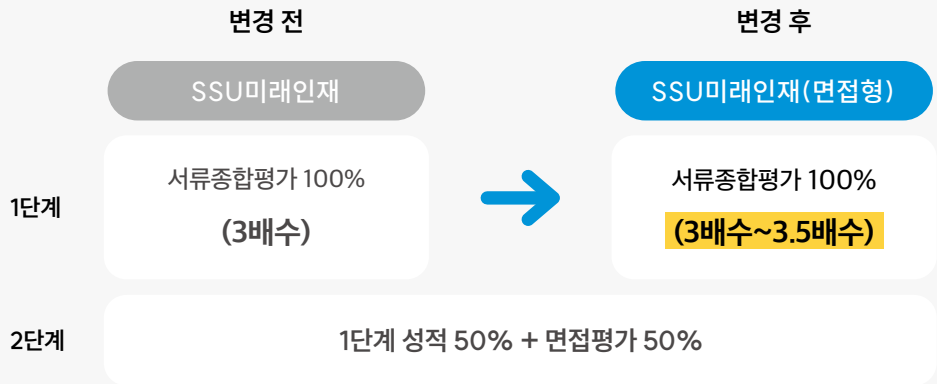 변경 전
변경 후
SSU미래인재
SSU미래인재(면접형)
1단계
서류종합평가 100%
(3배수)
서류종합평가 100%
(3배수~3.5배수)
2단계
1단계 성적 50% + 면접평가 50%